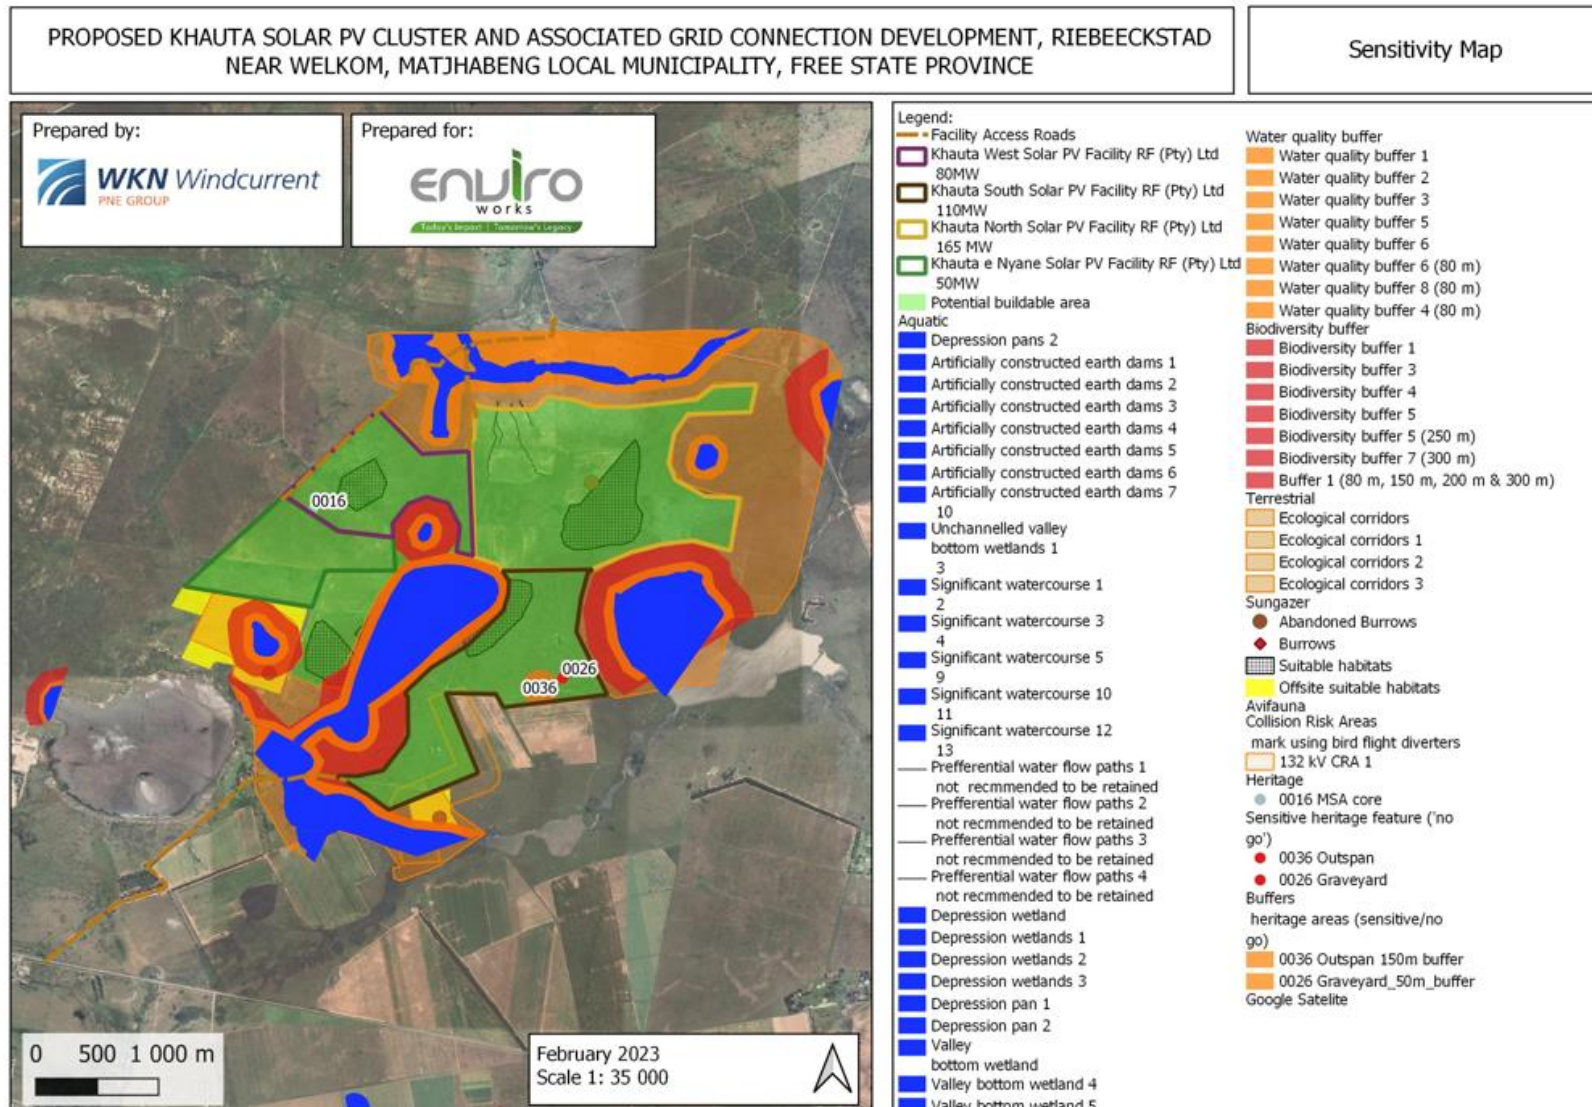 PROPOSED KHAUTA SOLAR PV CLUSTER AND ASSOCIATED GRID CONNECTION DEVELOPMENT, RIEBEECKSTAD
NEAR WELKOM, MATJHABENG LOCAL MUNICIPALITY, FREE STATE PROVINCE
Sensitivity Map
Prepared by:
WKN Windcurrent
PNE GROUP
Prepared for:
enviro
works
Today's Impact | Tomorrow's Legacy
0016
0026
0036
0 500 1 000 m
February 2023
Scale 1: 35 000
Legend:
Facility Access Roads
Khauta West Solar PV Facility RF (Pty) Ltd
80MW
Khauta South Solar PV Facility RF (Pty) Ltd
110MW
Khauta North Solar PV Facility RF (Pty) Ltd
165 MW
Khauta e Nyane Solar PV Facility RF (Pty) Ltd
50MW
Potential buildable area
Aquatic
Depression pans 2
Artificially constructed earth dams 1
Artificially constructed earth dams 2
Artificially constructed earth dams 3
Artificially constructed earth dams 4
Artificially constructed earth dams 5
Artificially constructed earth dams 6
Artificially constructed earth dams 7
10
Unchannelled valley
bottom wetlands 1
3
Significant watercourse 1
2
Significant watercourse 3
4
Significant watercourse 5
9
Significant watercourse 10
11
Significant watercourse 12
13
Prefferential water flow paths 1
not recmmended to be retained
Prefferential water flow paths 2
not recmmended to be retained
Prefferential water flow paths 3
not recmmended to be retained
Prefferential water flow paths 4
not recmmended to be retained
Depression wetland
Depression wetlands 1
Depression wetlands 2
Depression wetlands 3
Depression pan 1
Depression pan 2
Valley
bottom wetland
Valley bottom wetland 4
Valley bottom wetland 5
Water quality buffer
Water quality buffer 1
Water quality buffer 2
Water quality buffer 3
Water quality buffer 5
Water quality buffer 6
Water quality buffer 6 (80 m)
Water quality buffer 8 (80 m)
Water quality buffer 4 (80 m)
Biodiversity buffer
Biodiversity buffer 1
Biodiversity buffer 3
Biodiversity buffer 4
Biodiversity buffer 5
Biodiversity buffer 5 (250 m)
Biodiversity buffer 7 (300 m)
Buffer 1 (80 m, 150 m, 200 m & 300 m)
Terrestrial
Ecological corridors
Ecological corridors 1
Ecological corridors 2
Ecological corridors 3
Sungazer
Abandoned Burrows
Burrows
Suitable habitats
Offsite suitable habitats
Avifauna
Collision Risk Areas
mark using bird flight diverters
132 kV CRA 1
Heritage
0016 MSA core
Sensitive heritage feature ('no
go')
0036 Outspan
0026 Graveyard
Buffers
heritage areas (sensitive/no
go)
0036 Outspan 150m buffer
0026 Graveyard_50m_buffer
Google Satelite